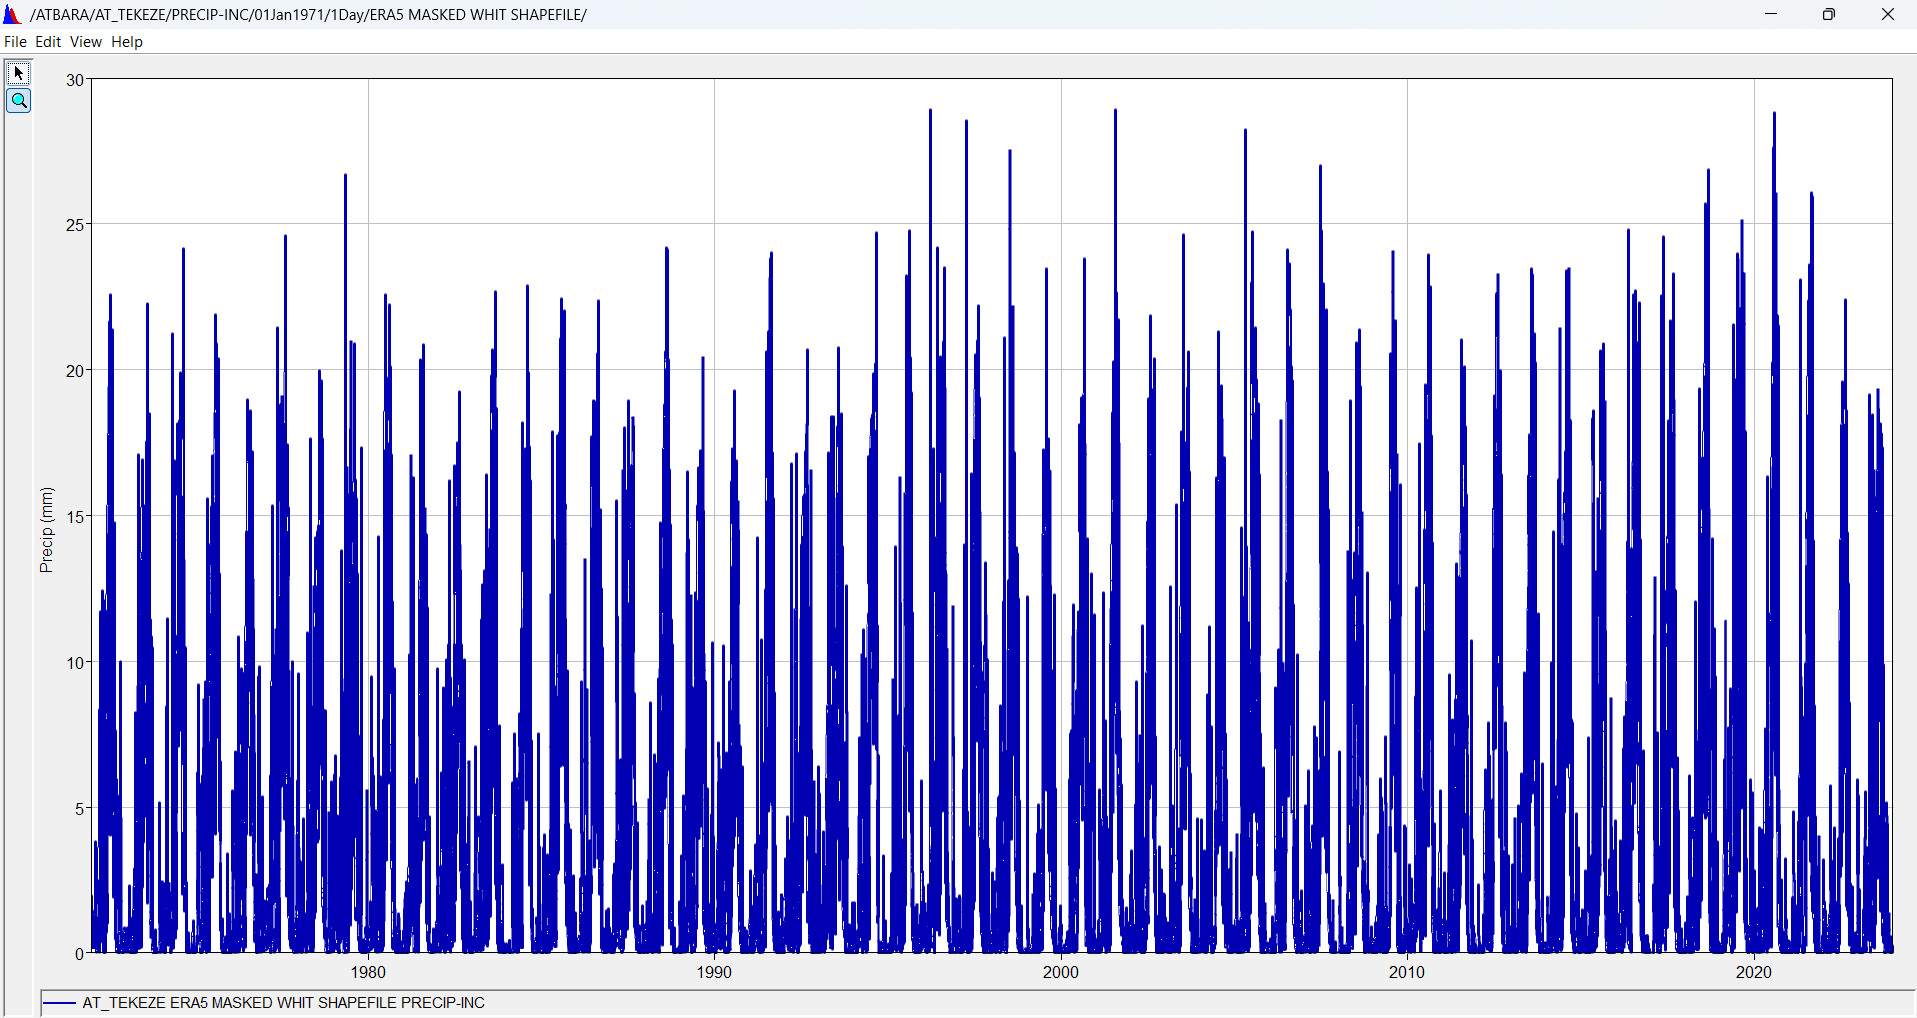 /ATBARA/AT_TEKEZE/PRECIP-INC/01Jan1971/1Day/ERA5 MASKED WHIT SHAPEFILE/
File Edit View Help
30
25
20
15
10
5
0
Precip (mm)
1980 1990 2000 2010 2020
AT_TEKEZE ERA5 MASKED WHIT SHAPEFILE PRECIP-INC